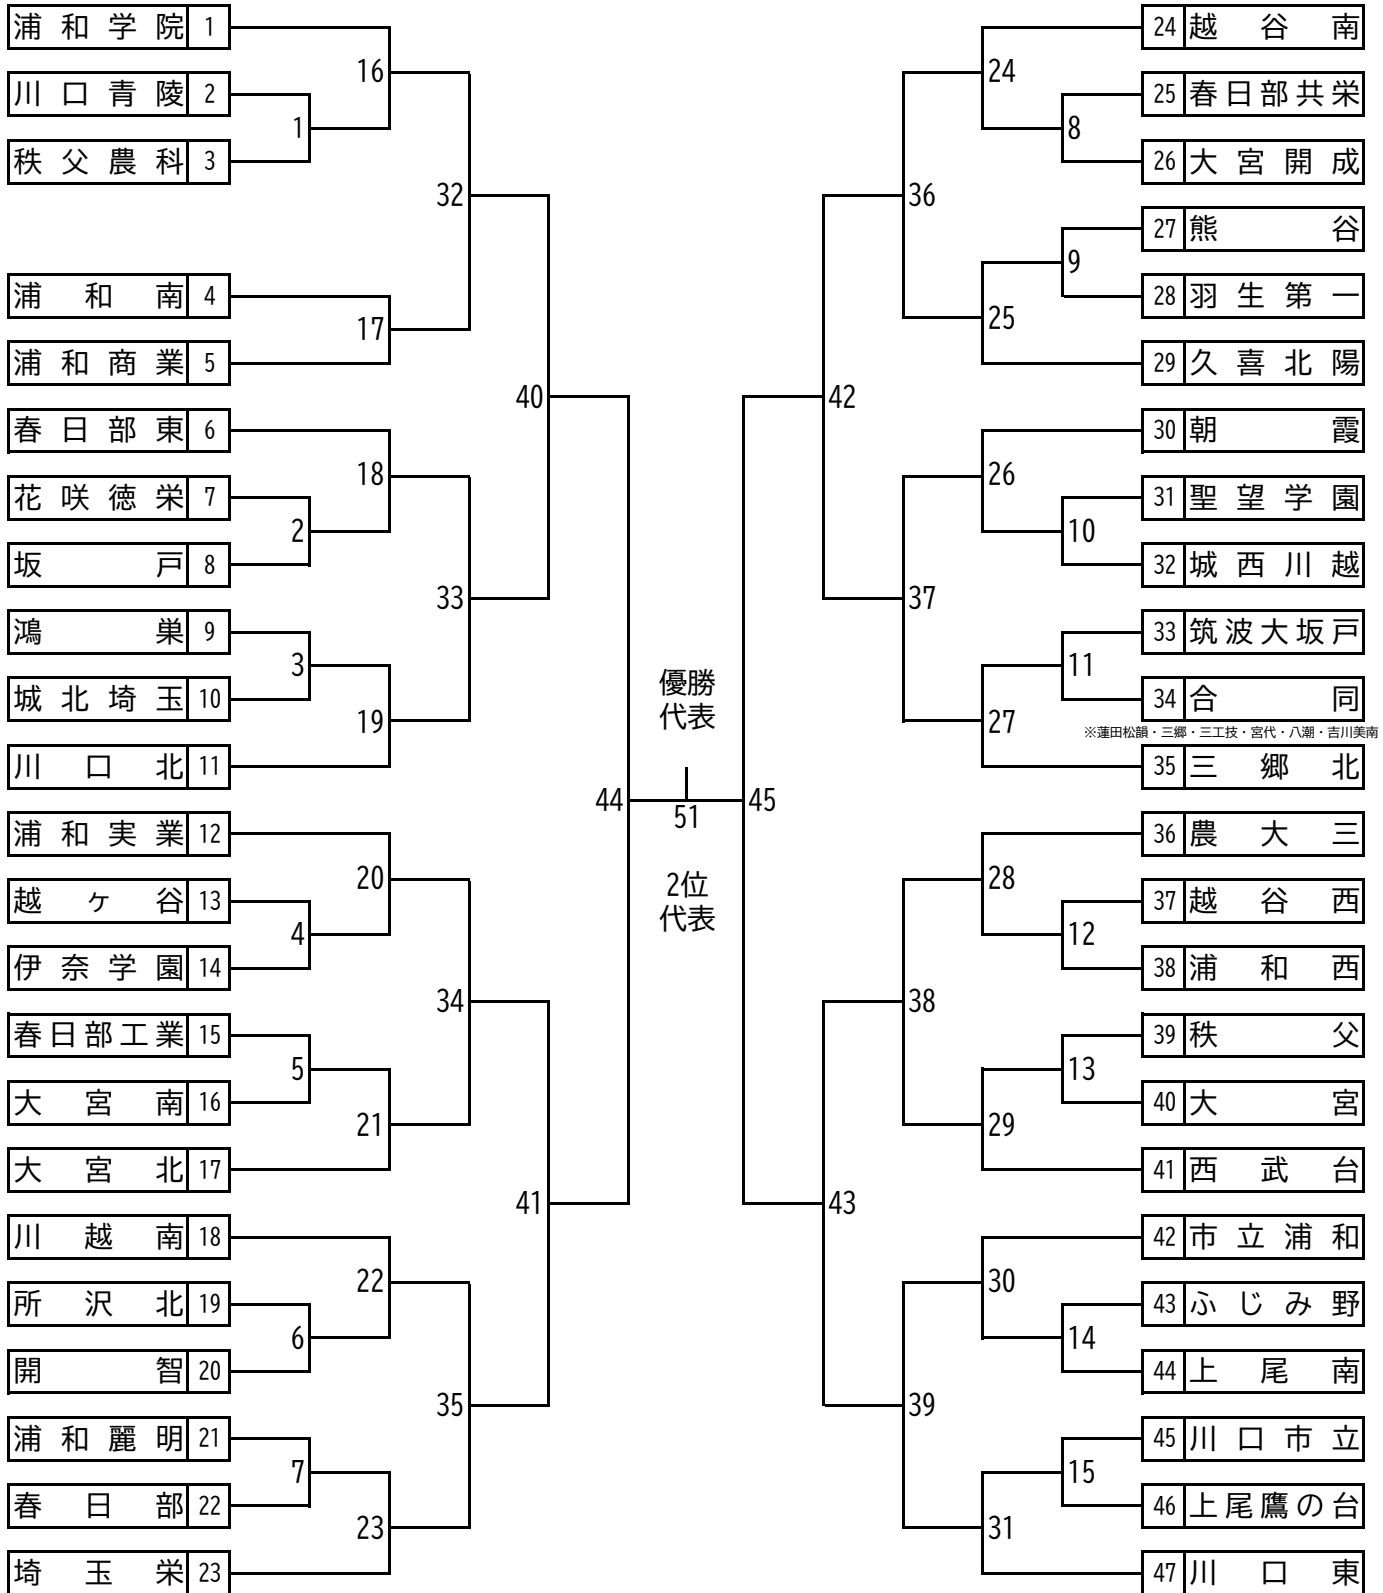 浦和学院 1
川口青陵 2
秩父農科 3
浦和南 4
浦和商業 5
春日部東 6
花咲徳栄 7
坂戸 8
鴻巣 9
城北埼玉 10
川口北 11
浦和実業 12
越ヶ谷 13
伊奈学園 14
春日部工業 15
大宮南 16
大宮北 17
川越南 18
所沢北 19
開智 20
浦和麗明 21
春日部 22
埼玉栄 23
1
2
3
4
5
6
7
16
17
18
19
20
21
22
23
32
33
34
35
40
41
44
優勝
代表
51
2位
代表
45
42
43
36
37
38
39
24
25
26
27
28
29
30
31
8
9
10
11
12
13
14
15
24 越谷南
25 春日部共栄
26 大宮開成
27 熊谷
28 羽生第一
29 久喜北陽
30 朝霞
31 聖望学園
32 城西川越
33 筑波大坂戸
34 合同
※蓮田松韻・三郷・三工技・宮代・八潮・吉川美南
35 三郷北
36 農大三
37 越谷西
38 浦和西
39 秩父
40 大宮
41 西武台
42 市立浦和
43 ふじみ野
44 上尾南
45 川口市立
46 上尾鷹の台
47 川口東